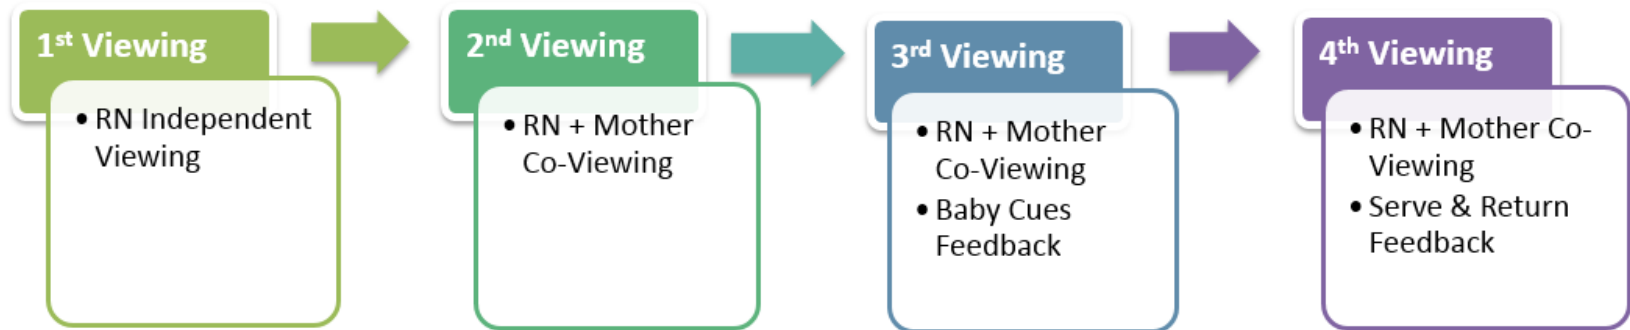 1st Viewing
• RN Independent
Viewing
2nd Viewing
• RN + Mother
Co-Viewing
3rd Viewing
• RN + Mother
Co-Viewing
• Baby Cues
Feedback
4th Viewing
• RN + Mother Co-
Viewing
• Serve & Return
Feedback